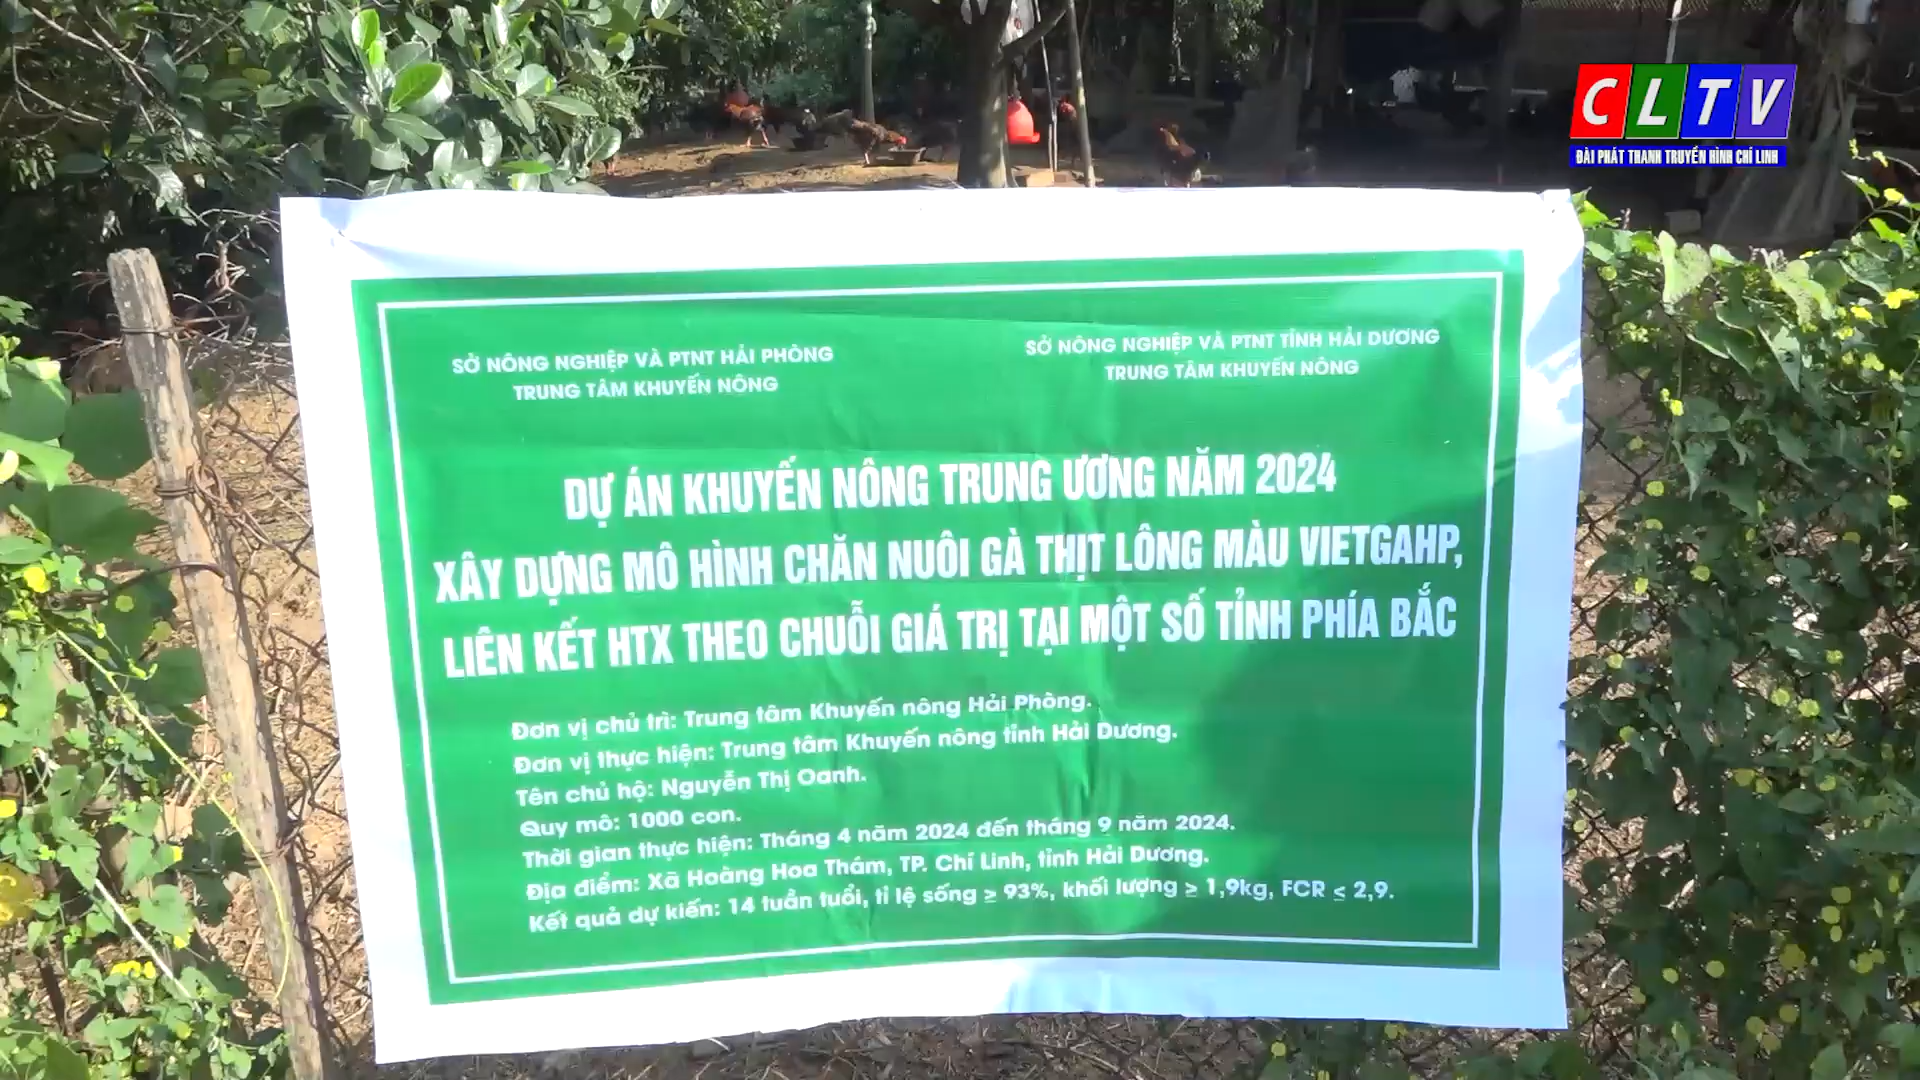 CLTV
ĐÀI PHÁT THANH TRUYỀN HÌNH CHÍ LINH
SỞ NÔNG NGHIỆP VÀ PTNT HẢI PHÒNG
TRUNG TÂM KHUYẾN NÔNG
SỞ NÔNG NGHIỆP VÀ PTNT TỈNH HẢI DƯƠNG
TRUNG TÂM KHUYẾN NÔNG
DỰ ÁN KHUYẾN NÔNG TRUNG ƯƠNG NĂM 2024
XÂY DỰNG MÔ HÌNH CHĂN NUÔI GÀ THỊT LÔNG MÀU VIETGAHP,
LIÊN KẾT HTX THEO CHUỖI GIÁ TRỊ TẠI MỘT SỐ TỈNH PHÍA BẮC
Đơn vị chủ trì: Trung tâm Khuyến nông Hải Phòng.
Đơn vị thực hiện: Trung tâm Khuyến nông tỉnh Hải Dương.
Tên chủ hộ: Nguyễn Thị Oanh.
Quy mô: 1000 con.
Thời gian thực hiện: Tháng 4 năm 2024 đến tháng 9 năm 2024.
Địa điểm: Xã Hoàng Hoa Thám, TP. Chí Linh, tỉnh Hải Dương.
Kết quả dự kiến: 14 tuần tuổi, tỉ lệ sống ≥ 93%, khối lượng ≥ 1,9kg, FCR ≤ 2,9.